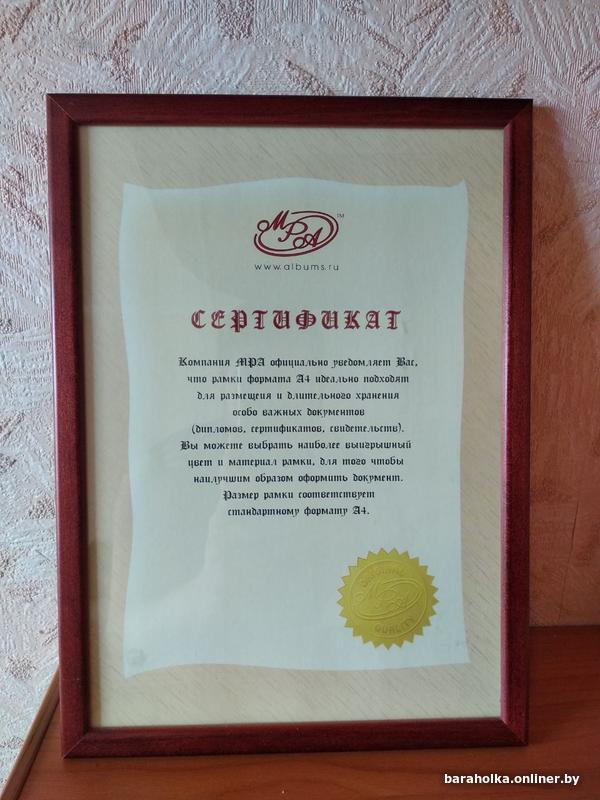 МРА ™
www.albums.ru
СЕРТИФИКАТ
Компания МРА официально уведомляет Вас,
что рамки формата А4 идеально подходят
для размещеия и длительного хранения
особо важных документов
(дипломов, сертификатов, свидетельств).
Вы можете выбрать наиболее выигрышный
цвет и материал рамки, для того чтобы
наилучшим образом оформить документ.
Размер рамки соответствует
стандартному формату А4.
МРА
QUALITY
baraholka.onliner.by